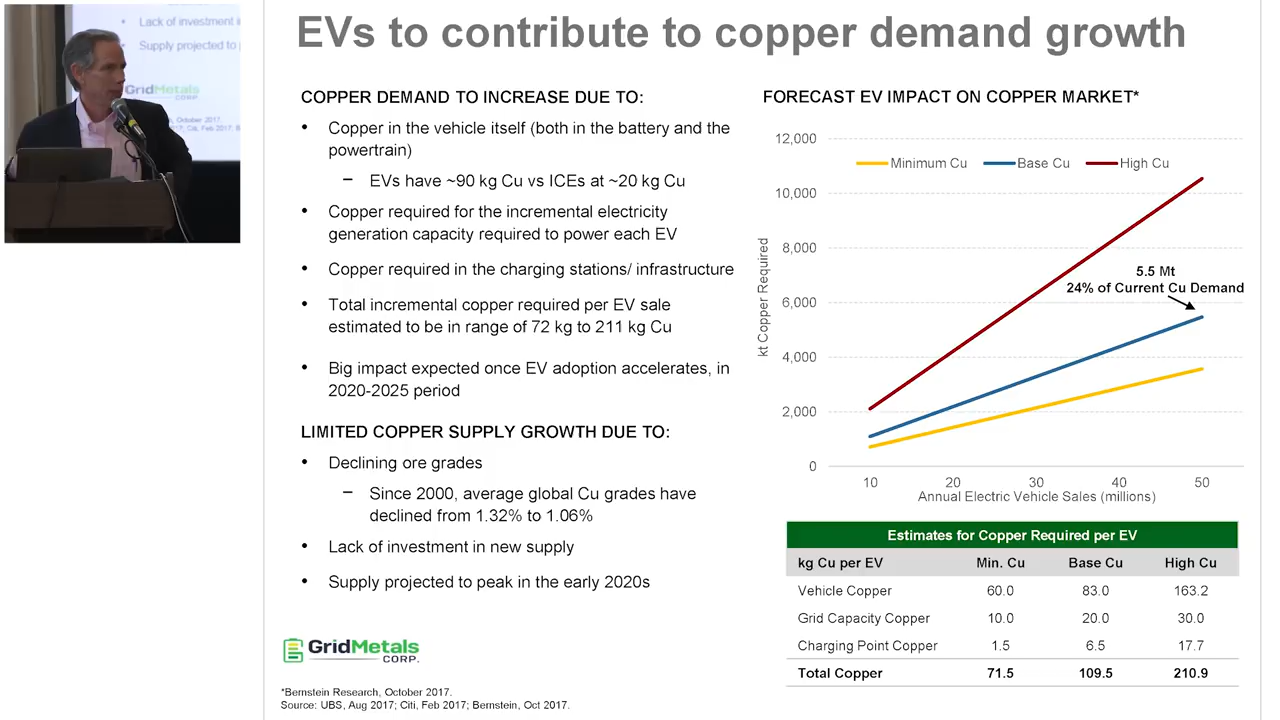 EVs to contribute to copper demand growth
Lack of investment i
Supply projected to
GridMetals
CORP.
, October 2017.
2017; Citi, Feb 2017; B
COPPER DEMAND TO INCREASE DUE TO:
• Copper in the vehicle itself (both in the battery and the
powertrain)
− EVs have ~90 kg Cu vs ICEs at ~20 kg Cu
• Copper required for the incremental electricity
generation capacity required to power each EV
• Copper required in the charging stations/ infrastructure
• Total incremental copper required per EV sale
estimated to be in range of 72 kg to 211 kg Cu
• Big impact expected once EV adoption accelerates, in
2020-2025 period
LIMITED COPPER SUPPLY GROWTH DUE TO:
• Declining ore grades
− Since 2000, average global Cu grades have
declined from 1.32% to 1.06%
• Lack of investment in new supply
• Supply projected to peak in the early 2020s
GridMetals
CORP.
*Bernstein Research, October 2017.
Source: UBS, Aug 2017; Citi, Feb 2017; Bernstein, Oct 2017.
FORECAST EV IMPACT ON COPPER MARKET*
12,000
Minimum Cu Base Cu High Cu
10,000
8,000
5.5 Mt
24% of Current Cu Demand
6,000
4,000
2,000
0
kt Copper Required
10 20 30 40 50
Annual Electric Vehicle Sales (millions)
Estimates for Copper Required per EV
kg Cu per EV Min. Cu Base Cu High Cu
Vehicle Copper 60.0 83.0 163.2
Grid Capacity Copper 10.0 20.0 30.0
Charging Point Copper 1.5 6.5 17.7
Total Copper 71.5 109.5 210.9